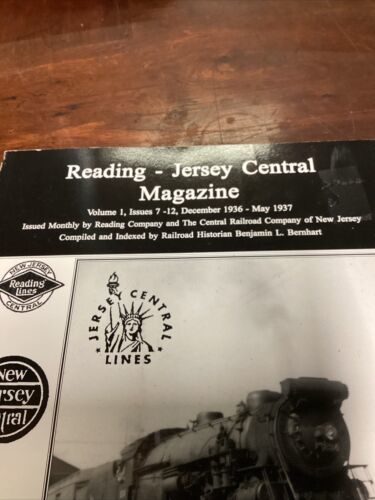 Reading - Jersey Central
Magazine
Volume 1, Issues 7 -12, December 1936 - May 1937
Issued Monthly by Reading Company and The Central Railroad Company of New Jersey
Compiled and Indexed by Railroad Historian Benjamin L. Bernhart
NEW JERSEY
Reading
Lines
CENTRAL
JERSEY CENTRAL
LINES
New
ersey
tral